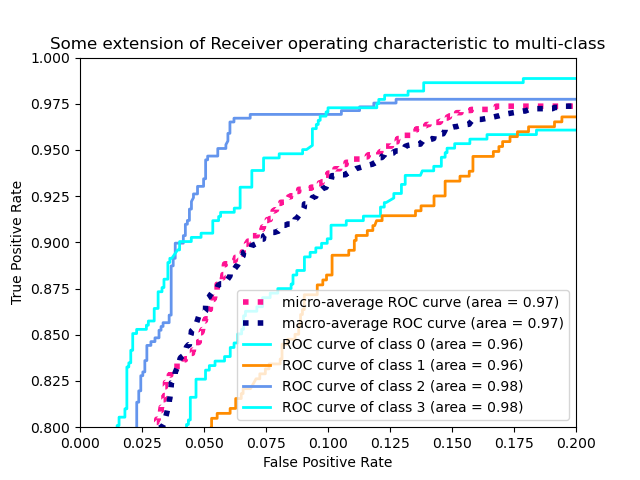 Some extension of Receiver operating characteristic to multi-class
1.000
0.975
0.950
0.925
0.900
0.875
0.850
0.825
0.800
True Positive Rate
micro-average ROC curve (area = 0.97)
macro-average ROC curve (area = 0.97)
ROC curve of class 0 (area = 0.96)
ROC curve of class 1 (area = 0.96)
ROC curve of class 2 (area = 0.98)
ROC curve of class 3 (area = 0.98)
0.000 0.025 0.050 0.075 0.100 0.125 0.150 0.175 0.200
False Positive Rate